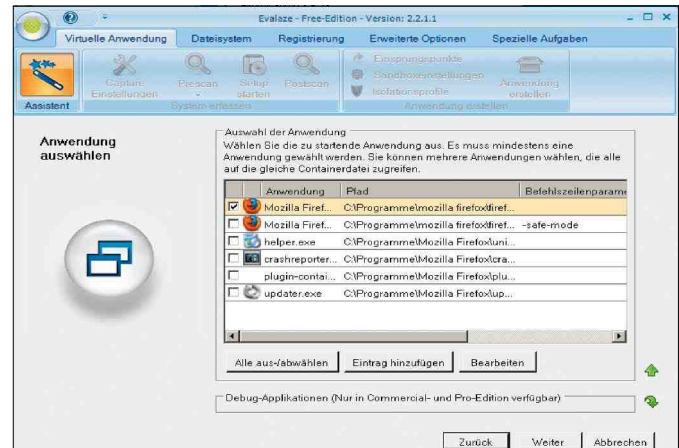 Evalaze - Free-Edition - Version: 2.2.1.1
Virtuelle Anwendung Dateisystem Registrierung Erweiterte Optionen Spezielle Aufgaben
Assistent
Capture Einstellungen
Prescan
Setup starten
Postscan
System erfassen
Einsprungspunkte
Sandboxeinstellungen
Isolationsprofile
Anwendung erstellen
Anwendung erstellen
Anwendung
auswählen
Auswahl der Anwendung
Wählen Sie die zu startende Anwendung aus. Es muss mindestens eine
Anwendung gewählt werden. Sie können mehrere Anwendungen wählen, die alle
auf die gleiche Containerdatei zugreifen.
Anwendung Pfad Befehlszeilenparame
Mozilla Firef... C:\Programme\mozilla firefox\firef...
Mozilla Firef... C:\Programme\mozilla firefox\firef... -safe-mode
helper.exe C:\Programme\Mozilla Firefox\uni...
crashreporter... C:\Programme\Mozilla Firefox\cra...
plugin-contai... C:\Programme\Mozilla Firefox\plu...
updater.exe C:\Programme\Mozilla Firefox\up...
Alle aus-/abwählen Eintrag hinzufügen Bearbeiten
Debug-Applikationen (Nur in Commercial- und Pro-Edition verfügbar)
Zurück Weiter Abbrechen